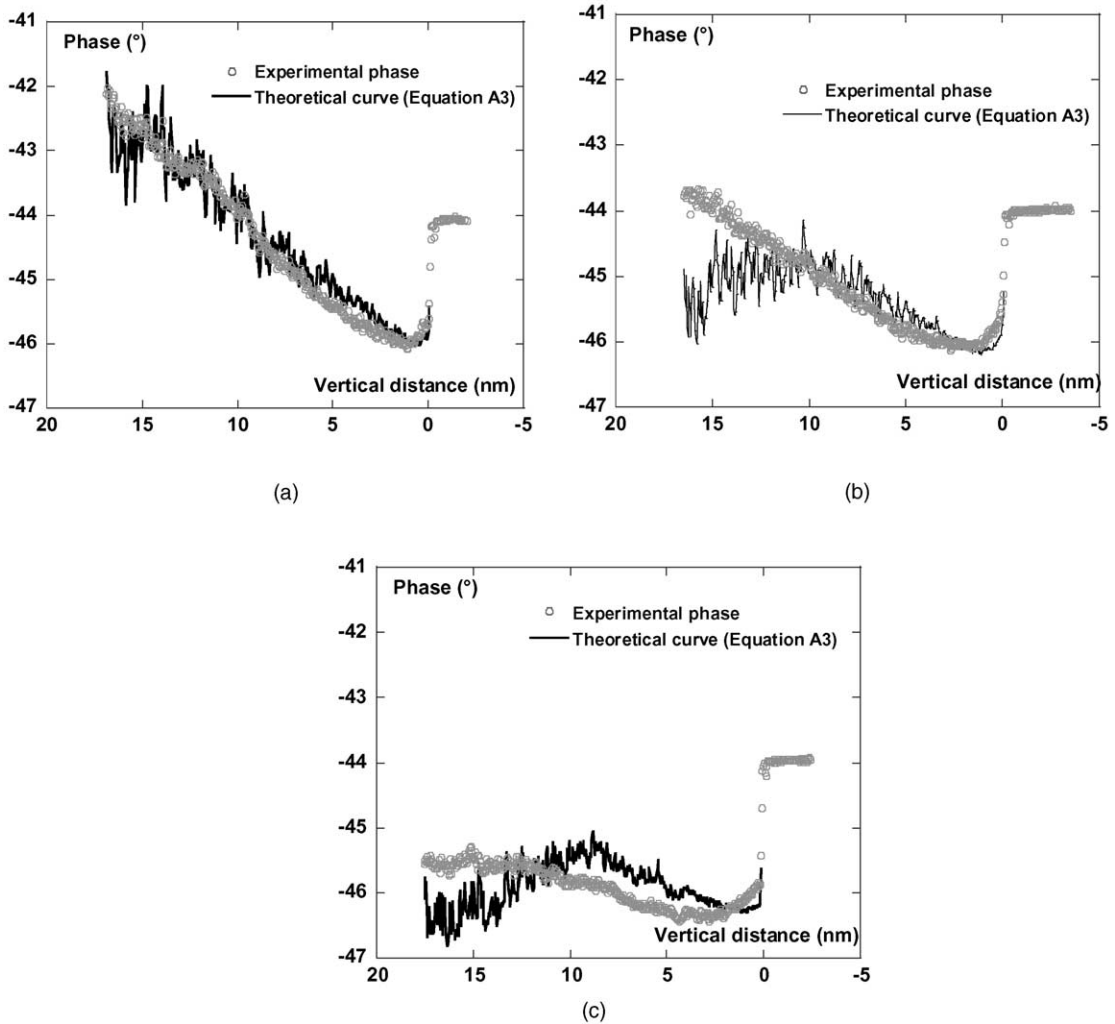 -41
Phase (°)
-42
Experimental phase
Theoretical curve (Equation A3)
-43
-44
-45
-46
Vertical distance (nm)
-47
20 15 10 5 0 -5
(a)
-41
Phase (°)
-42
Experimental phase
Theoretical curve (Equation A3)
-43
-44
-45
-46
Vertical distance (nm)
-47
20 15 10 5 0 -5
(b)
-41
Phase (°)
Experimental phase
-42
Theoretical curve (Equation A3)
-43
-44
-45
-46
Vertical distance (nm)
-47
20 15 10 5 0 -5
(c)